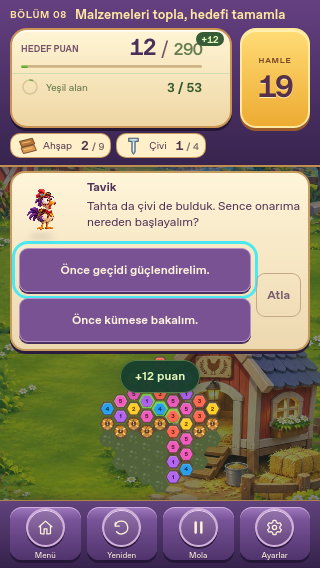 BÖLÜM 08 Malzemeleri topla, hedefi tamamla
HEDEF PUAN 12 / 290 +12
Yeşil alan 3 / 53
HAMLE
19
Ahşap 2 / 9 Çivi 1 / 4
Tavik
Tahta da çivi de bulduk. Sence onarıma
nereden başlayalım?
Önce geçidi güçlendirelim.
Atla
Önce kümese bakalım.
+12 puan
Menü Yeniden Mola Ayarlar